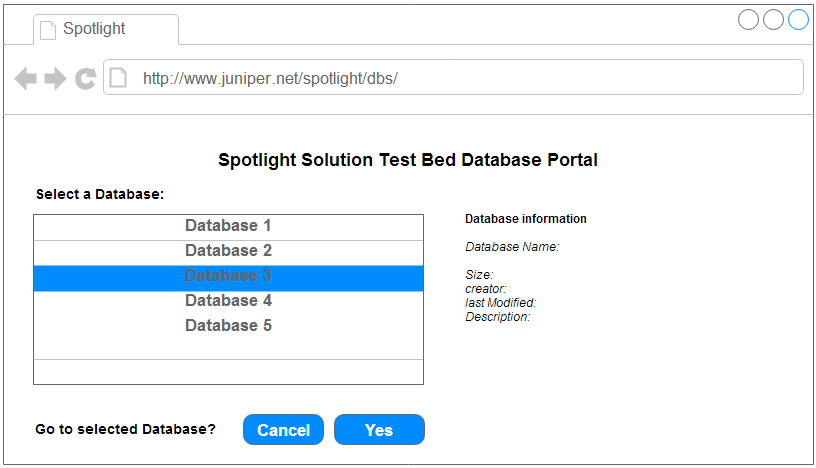 Spotlight
http://www.juniper.net/spotlight/dbs/
Spotlight Solution Test Bed Database Portal
Select a Database:
Database 1
Database 2
Database 3
Database 4
Database 5
Database information
Database Name:
Size:
creator:
last Modified:
Description:
Go to selected Database?
Cancel
Yes